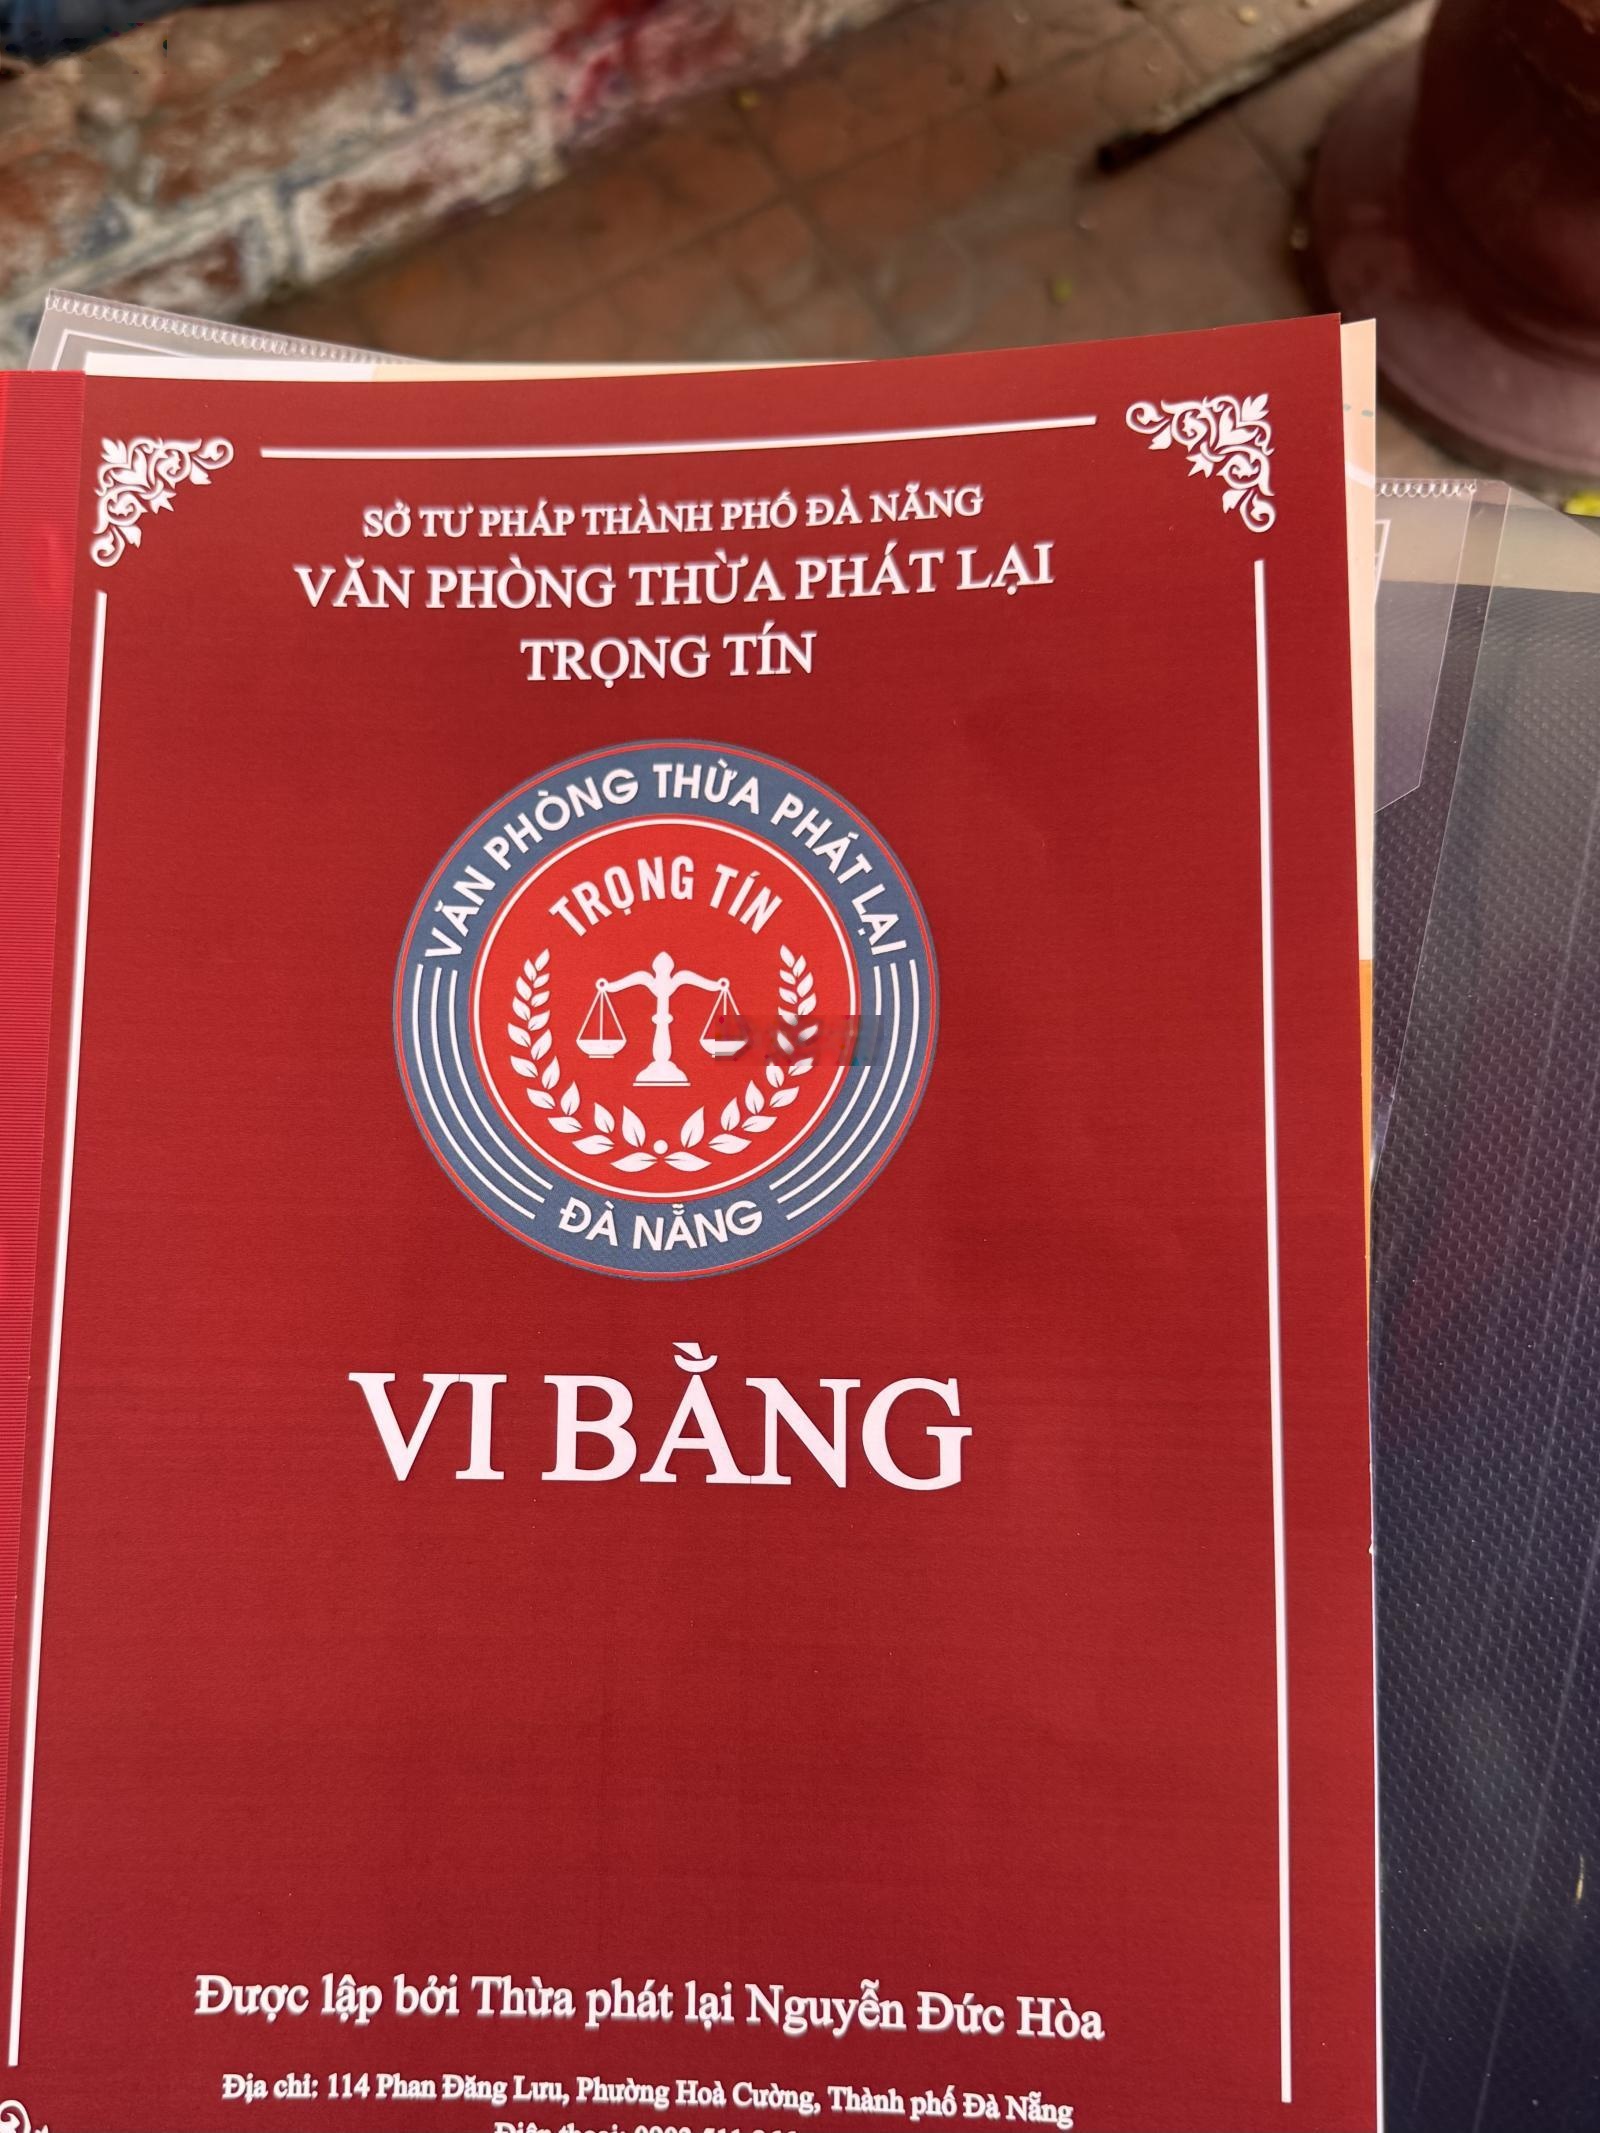 SỞ TƯ PHÁP THÀNH PHỐ ĐÀ NẴNG
VĂN PHÒNG THỪA PHÁT LẠI
TRỌNG TÍN
VĂN PHÒNG THỪA PHÁT LẠI
TRỌNG TÍN
ĐÀ NẴNG
VI BẰNG
Được lập bởi Thừa phát lại Nguyễn Đức Hòa
Địa chỉ: 114 Phan Đăng Lưu, Phường Hoà Cường, Thành phố Đà Nẵng
Điện thoại: